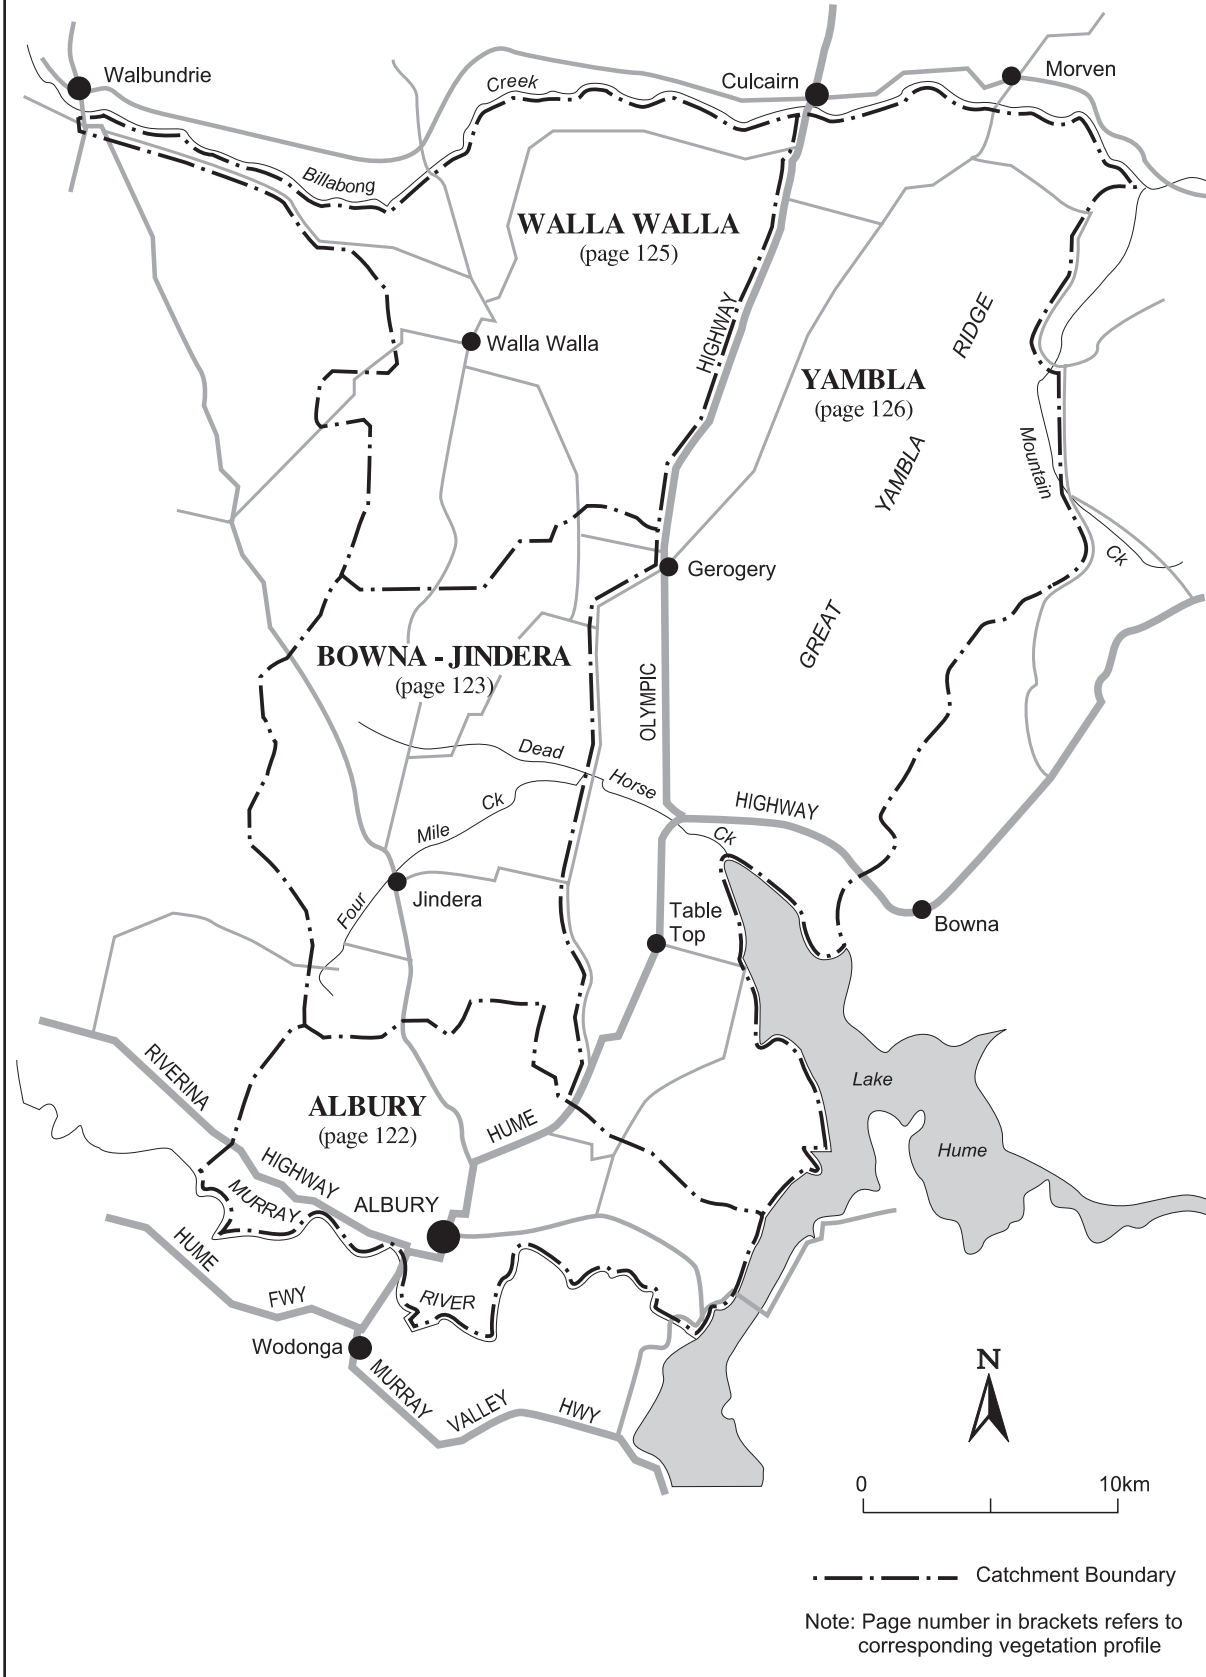 Walbundrie
Culcairn
Morven
Creek
Billabong
WALLA WALLA
(page 125)
Walla Walla
HIGHWAY
RIDGE
YAMBLA
(page 126)
YAMBLA
Mountain
Ck
Gerogery
GREAT
BOWNA - JINDERA
(page 123)
OLYMPIC
Dead
Horse
Ck
HIGHWAY
Ck
Mile
Four
Jindera
Table
Top
Bowna
RIVERINA
HIGHWAY
ALBURY
(page 122)
HUME
Lake
Hume
MURRAY
ALBURY
HUME
FWY
RIVER
Wodonga
MURRAY
VALLEY
HWY
N
0 10km
Catchment Boundary
Note: Page number in brackets refers to
corresponding vegetation profile